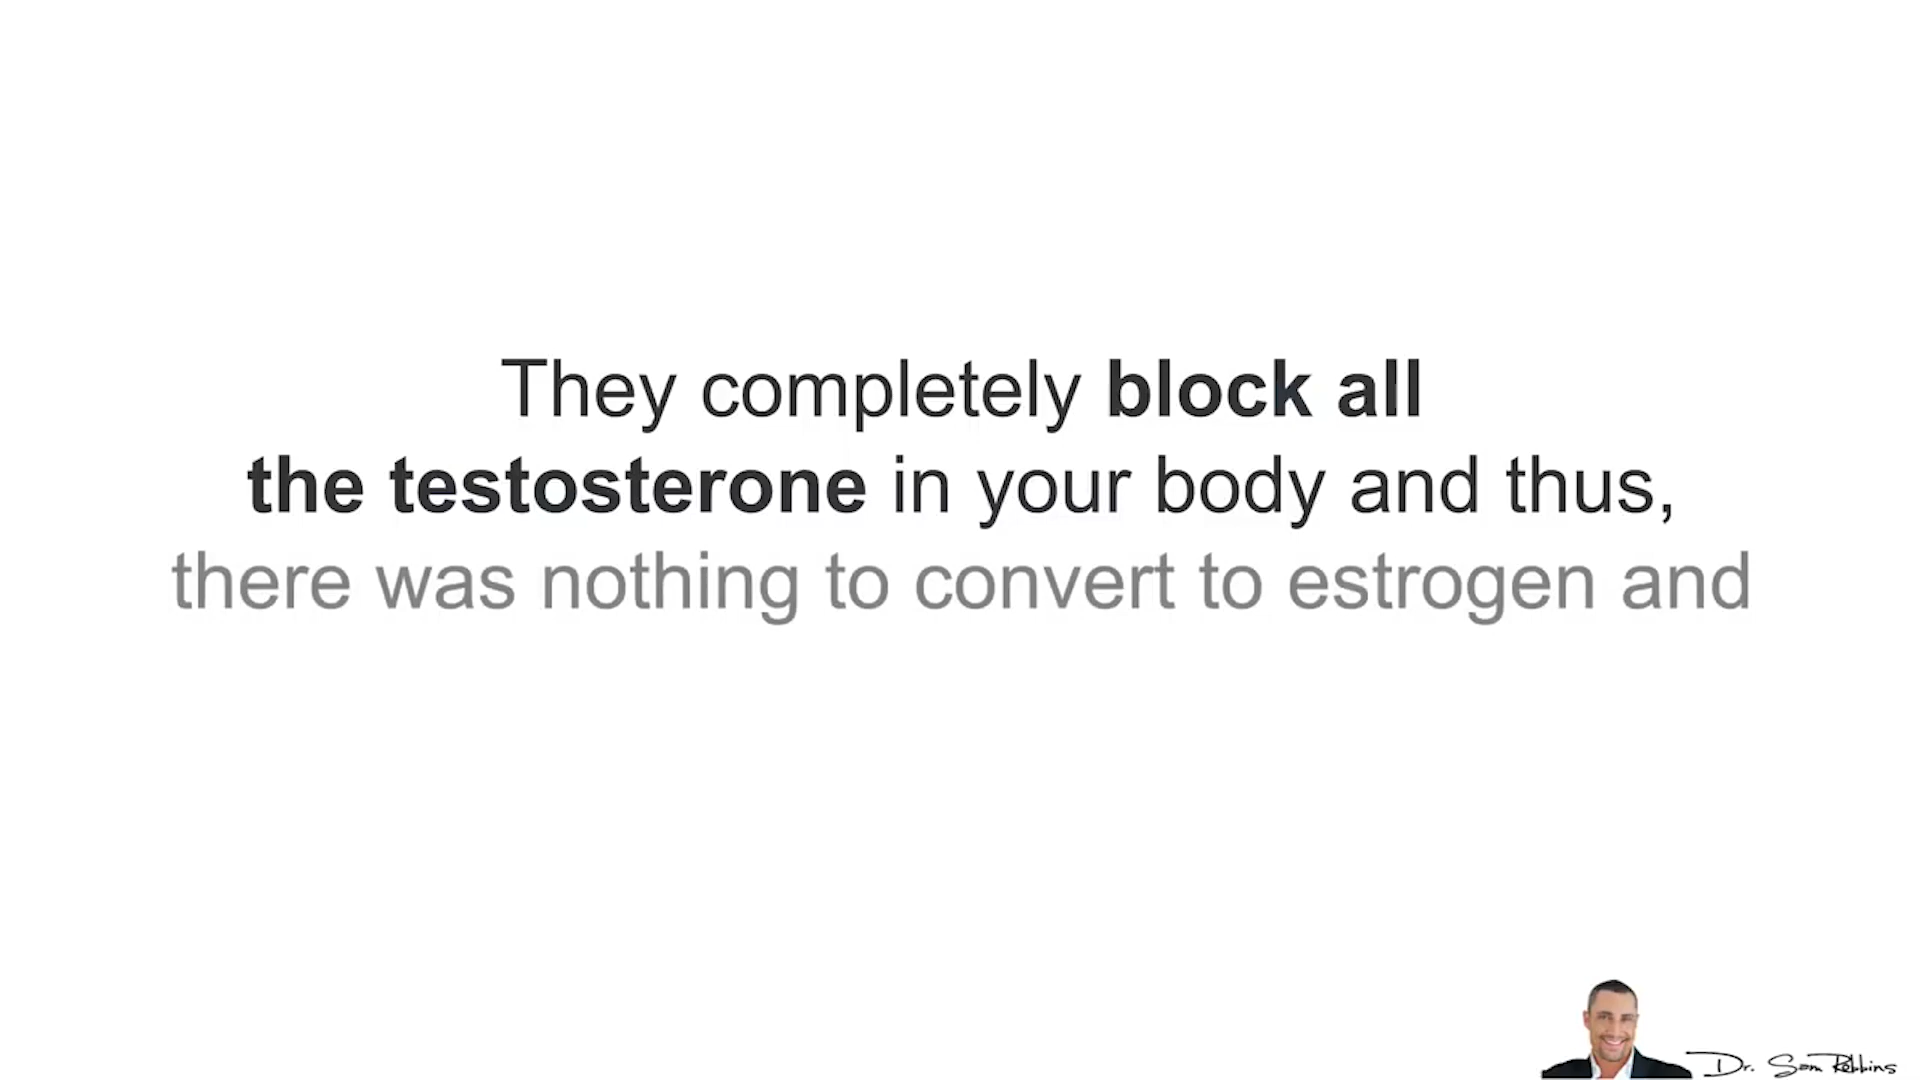 They completely block all
the testosterone in your body and thus,
there was nothing to convert to estrogen and
Dr. Sam Robbins